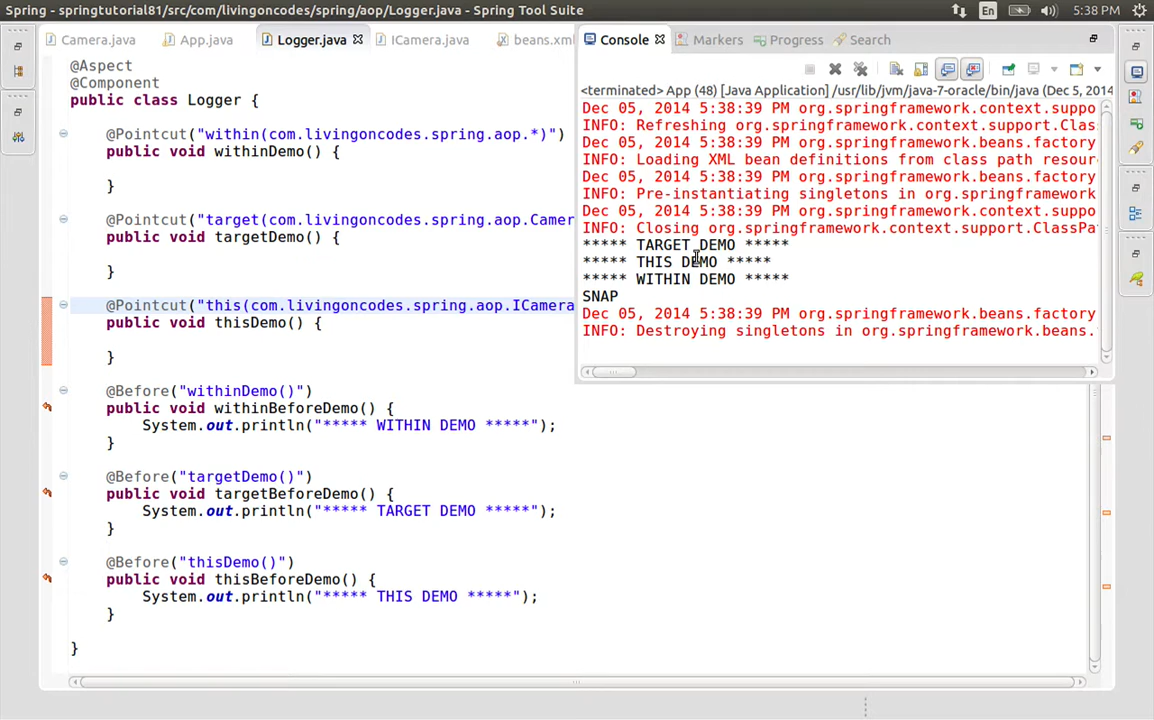 Spring - springtutorial81/src/com/livingoncodes/spring/aop/Logger.java - Spring Tool Suite
En
5:38 PM
Camera.java
App.java
Logger.java
ICamera.java
beans.xml
@Aspect
@Component
public class Logger {
@Pointcut("within(com.livingoncodes.spring.aop.*)")
public void withinDemo() {
}
@Pointcut("target(com.livingoncodes.spring.aop.Camer
public void targetDemo() {
}
@Pointcut("this(com.livingoncodes.spring.aop.ICamera
public void thisDemo() {
}
@Before("withinDemo()")
public void withinBeforeDemo() {
System.out.println("***** WITHIN DEMO *****");
}
@Before("targetDemo()")
public void targetBeforeDemo() {
System.out.println("***** TARGET DEMO *****");
}
@Before("thisDemo()")
public void thisBeforeDemo() {
System.out.println("***** THIS DEMO *****");
}
}
Console
Markers
Progress
Search
<terminated> App (48) [Java Application] /usr/lib/jvm/java-7-oracle/bin/java (Dec 5, 2014
Dec 05, 2014 5:38:39 PM org.springframework.context.suppo
INFO: Refreshing org.springframework.context.support.Class
Dec 05, 2014 5:38:39 PM org.springframework.beans.factory
INFO: Loading XML bean definitions from class path resour
Dec 05, 2014 5:38:39 PM org.springframework.beans.factory
INFO: Pre-instantiating singletons in org.springframework
Dec 05, 2014 5:38:39 PM org.springframework.context.suppo
INFO: Closing org.springframework.context.support.ClassPa
***** TARGET DEMO *****
***** THIS DEMO *****
***** WITHIN DEMO *****
SNAP
Dec 05, 2014 5:38:39 PM org.springframework.beans.factory
INFO: Destroying singletons in org.springframework.beans.